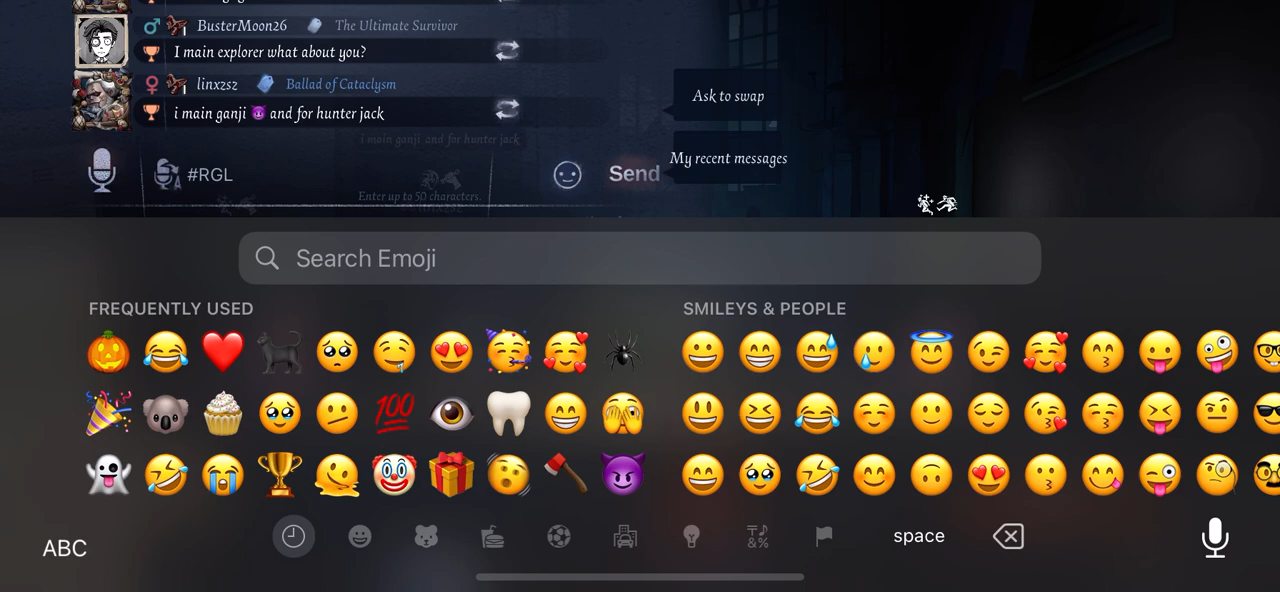 BusterMoon26 The Ultimate Survivor
I main explorer what about you?
linxzsz Ballad of Cataclysm
i main ganji 😈 and for hunter jack
Ask to swap
i main ganji and for hunter jack
My recent messages
#RGL
Send
Enter up to 50 characters.
Search Emoji
FREQUENTLY USED
SMILEYS & PEOPLE
100
ABC
space